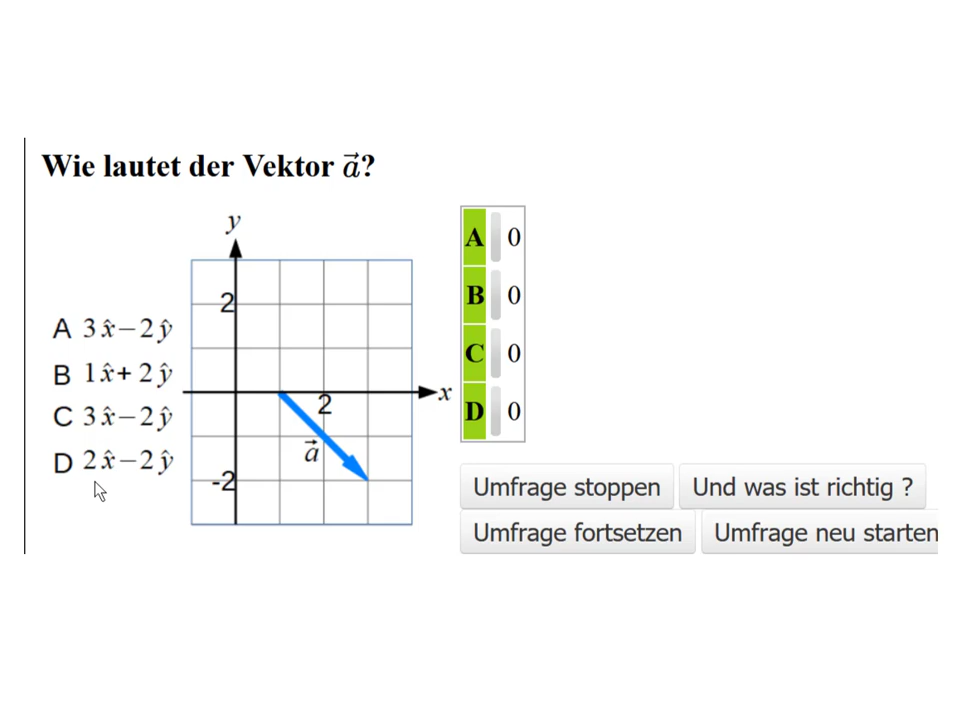 Wie lautet der Vektor a⃗?
y
2
A 3x̂−2ŷ
B 1x̂+2ŷ
C 3x̂−2ŷ
D 2x̂−2ŷ
x
2
a⃗
-2
A 0
B 0
C 0
D 0
Umfrage stoppen
Und was ist richtig ?
Umfrage fortsetzen
Umfrage neu starten